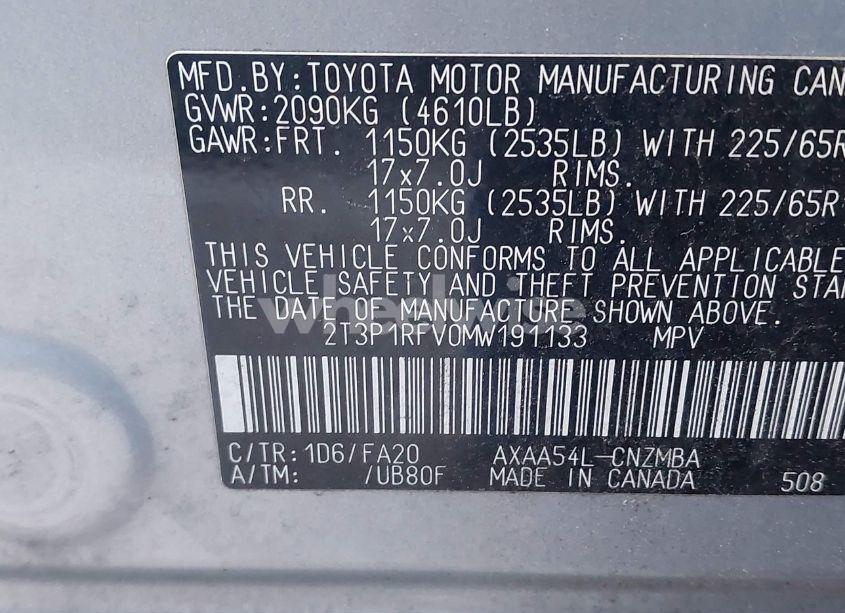 MFD.BY:TOYOTA MOTOR MANUFACTURING CAN
GVWR:2090KG (4610LB)
GAWR:FRT. 1150KG (2535LB) WITH 225/65R
17x7.0J RIMS.
RR. 1150KG (2535LB) WITH 225/65R
17x7.0J RIMS.
THIS VEHICLE CONFORMS TO ALL APPLICABLE
VEHICLE SAFETY AND THEFT PREVENTION STA
THE DATE OF MANUFACTURE SHOWN ABOVE.
wheelwise
2T3P1RFV0MW191133 MPV
C/TR:1D6/FA20 AXAA54L-CNZMBA
A/TM: /UB80F MADE IN CANADA 508